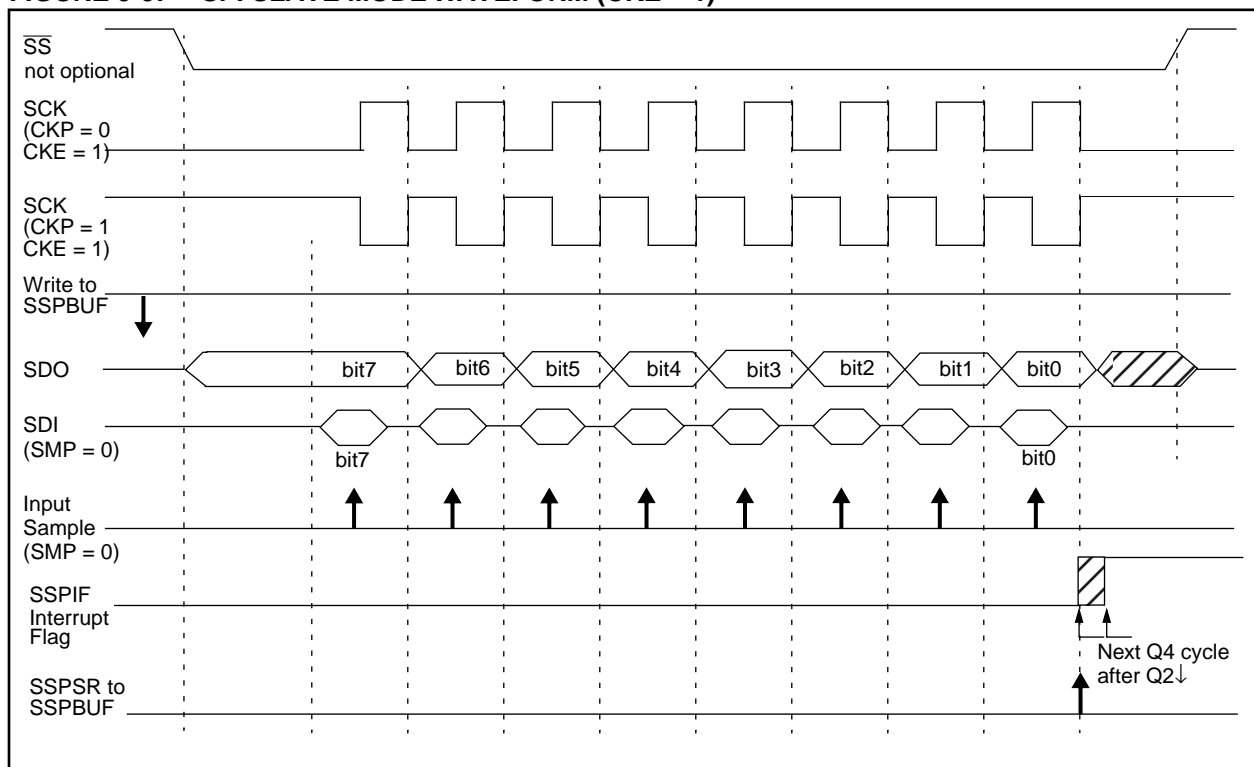 SS
not optional
SCK
(CKP = 0
CKE = 1)
SCK
(CKP = 1
CKE = 1)
Write to
SSPBUF
SDO
bit7 bit6 bit5 bit4 bit3 bit2 bit1 bit0
SDI
(SMP = 0)
bit7 bit0
Input
Sample
(SMP = 0)
SSPIF
Interrupt
Flag
Next Q4 cycle
after Q2↓
SSPSR to
SSPBUF